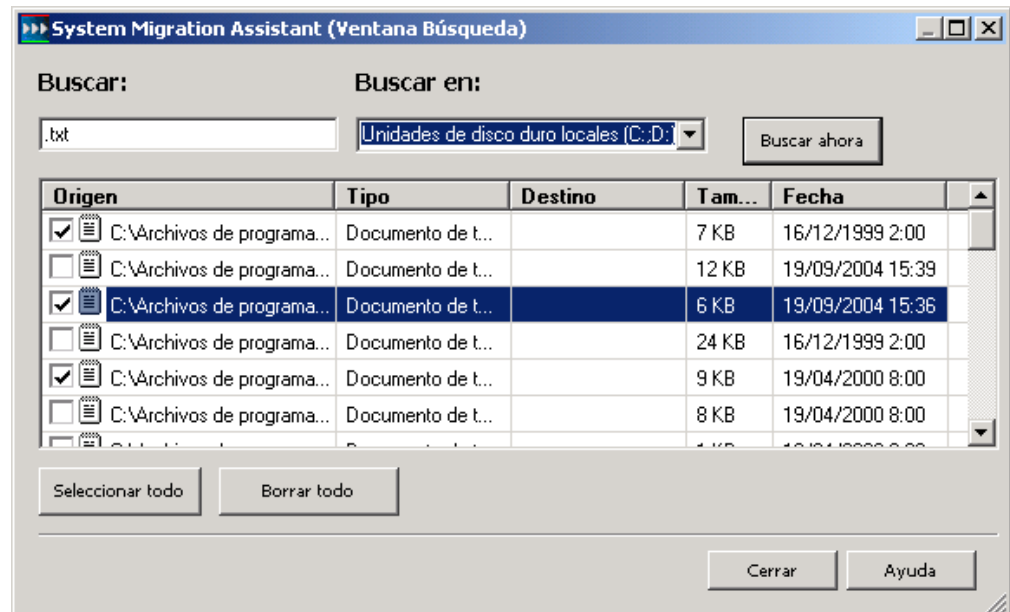 System Migration Assistant (Ventana Búsqueda)
Buscar: Buscar en:
.txt Unidades de disco duro locales (C:;D:) Buscar ahora
Origen Tipo Destino Tam... Fecha
C:\Archivos de programa... Documento de t... 7 KB 16/12/1999 2:00
C:\Archivos de programa... Documento de t... 12 KB 19/09/2004 15:39
C:\Archivos de programa... Documento de t... 6 KB 19/09/2004 15:36
C:\Archivos de programa... Documento de t... 24 KB 16/12/1999 2:00
C:\Archivos de programa... Documento de t... 9 KB 19/04/2000 8:00
C:\Archivos de programa... Documento de t... 8 KB 19/04/2000 8:00
Seleccionar todo Borrar todo
Cerrar Ayuda